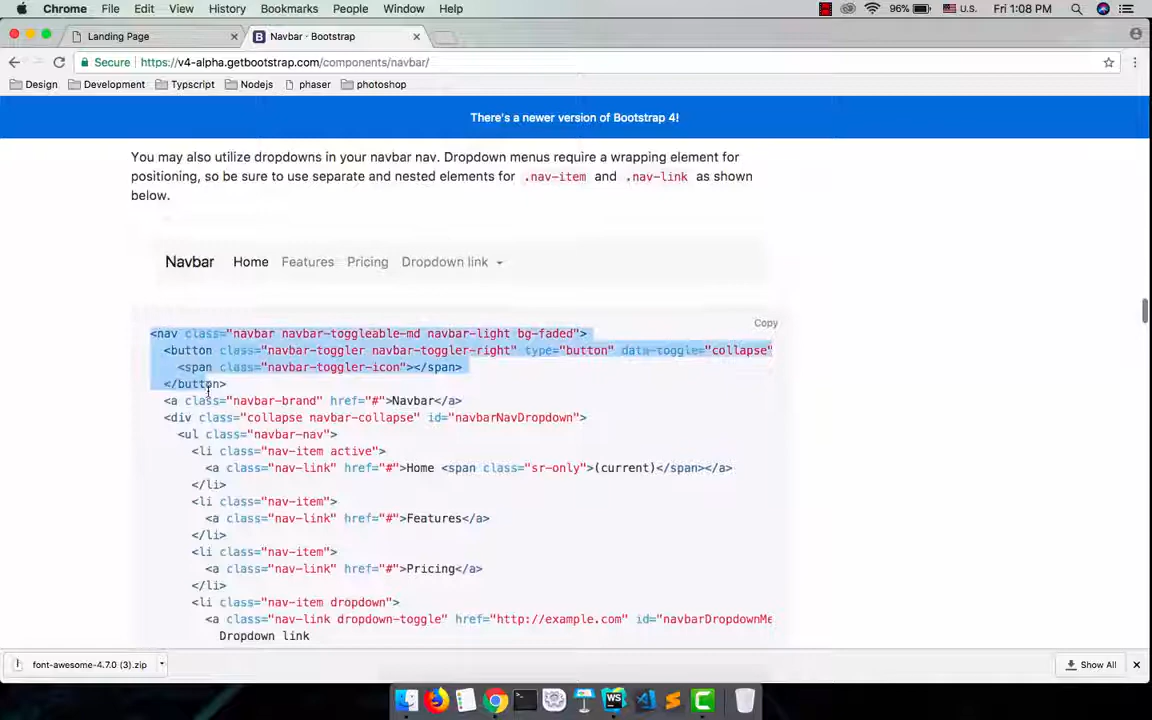 Chrome File Edit View History Bookmarks People Window Help 96% U.S. Fri 1:08 PM
Landing Page Navbar · Bootstrap
Secure https://v4-alpha.getbootstrap.com/components/navbar/
Design Development Typscript Nodejs phaser photoshop
There's a newer version of Bootstrap 4!
You may also utilize dropdowns in your navbar nav. Dropdown menus require a wrapping element for
positioning, so be sure to use separate and nested elements for .nav-item and .nav-link as shown
below.
Navbar Home Features Pricing Dropdown link
Copy
<nav class="navbar navbar-toggleable-md navbar-light bg-faded">
<button class="navbar-toggler navbar-toggler-right" type="button" data-toggle="collapse"
<span class="navbar-toggler-icon"></span>
</button>
<a class="navbar-brand" href="#">Navbar</a>
<div class="collapse navbar-collapse" id="navbarNavDropdown">
<ul class="navbar-nav">
<li class="nav-item active">
<a class="nav-link" href="#">Home <span class="sr-only">(current)</span></a>
</li>
<li class="nav-item">
<a class="nav-link" href="#">Features</a>
</li>
<li class="nav-item">
<a class="nav-link" href="#">Pricing</a>
</li>
<li class="nav-item dropdown">
<a class="nav-link dropdown-toggle" href="http://example.com" id="navbarDropdownMe
Dropdown link
font-awesome-4.7.0 (3).zip Show All
WS